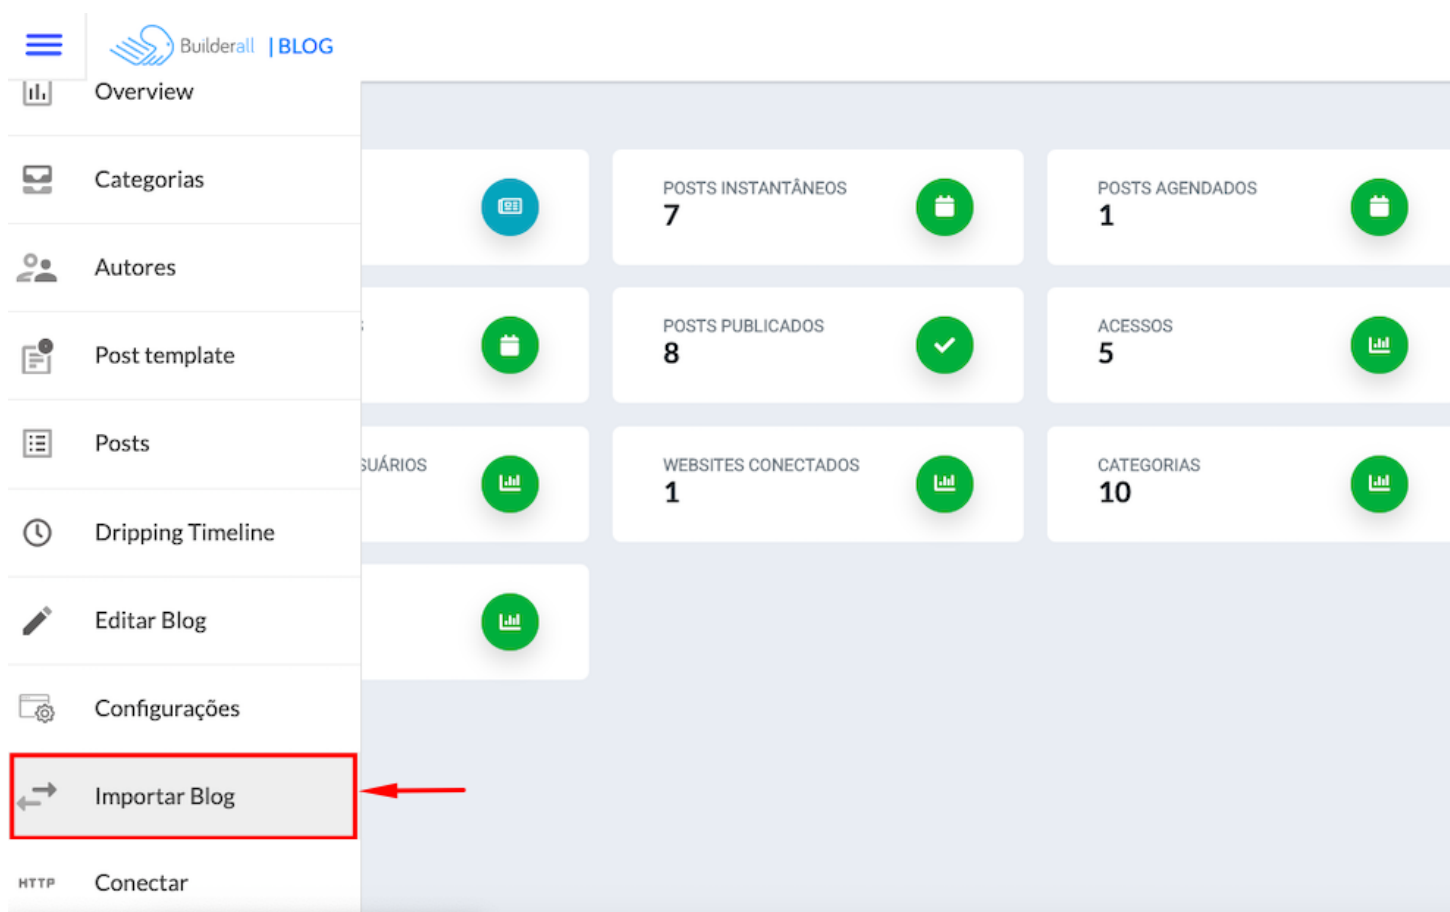 Builderall | BLOG
Overview
Categorias
Autores
Post template
Posts
Dripping Timeline
Editar Blog
Configurações
Importar Blog
HTTP Conectar
POSTS INSTANTÂNEOS
7
POSTS AGENDADOS
1
POSTS PUBLICADOS
8
ACESSOS
5
SUÁRIOS
WEBSITES CONECTADOS
1
CATEGORIAS
10